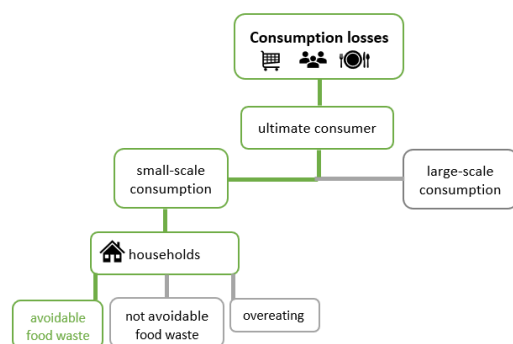 Consumption losses
ultimate consumer
small-scale
consumption
large-scale
consumption
households
avoidable
food waste
not avoidable
food waste
overeating